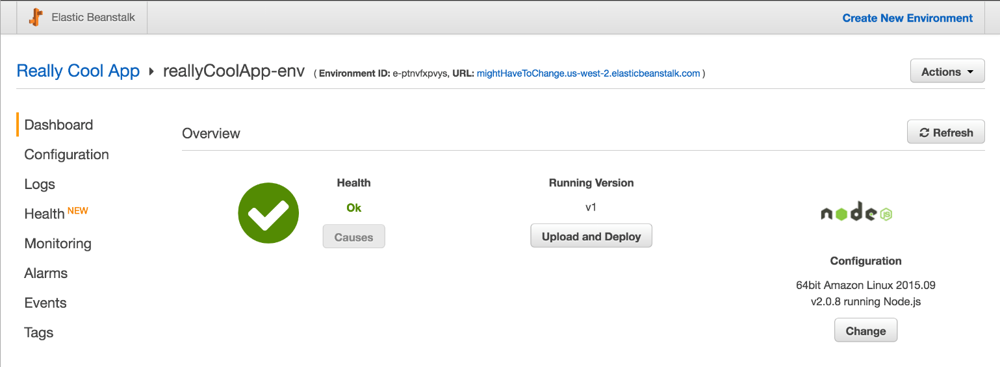 Elastic Beanstalk
Create New Environment
Really Cool App ▸ reallyCoolApp-env ( Environment ID: e-ptnvfxpvys, URL: mightHaveToChange.us-west-2.elasticbeanstalk.com )
Actions
Dashboard
Configuration
Logs
Health NEW
Monitoring
Alarms
Events
Tags
Overview
Refresh
Health
Ok
Causes
Running Version
v1
Upload and Deploy
node JS
Configuration
64bit Amazon Linux 2015.09
v2.0.8 running Node.js
Change